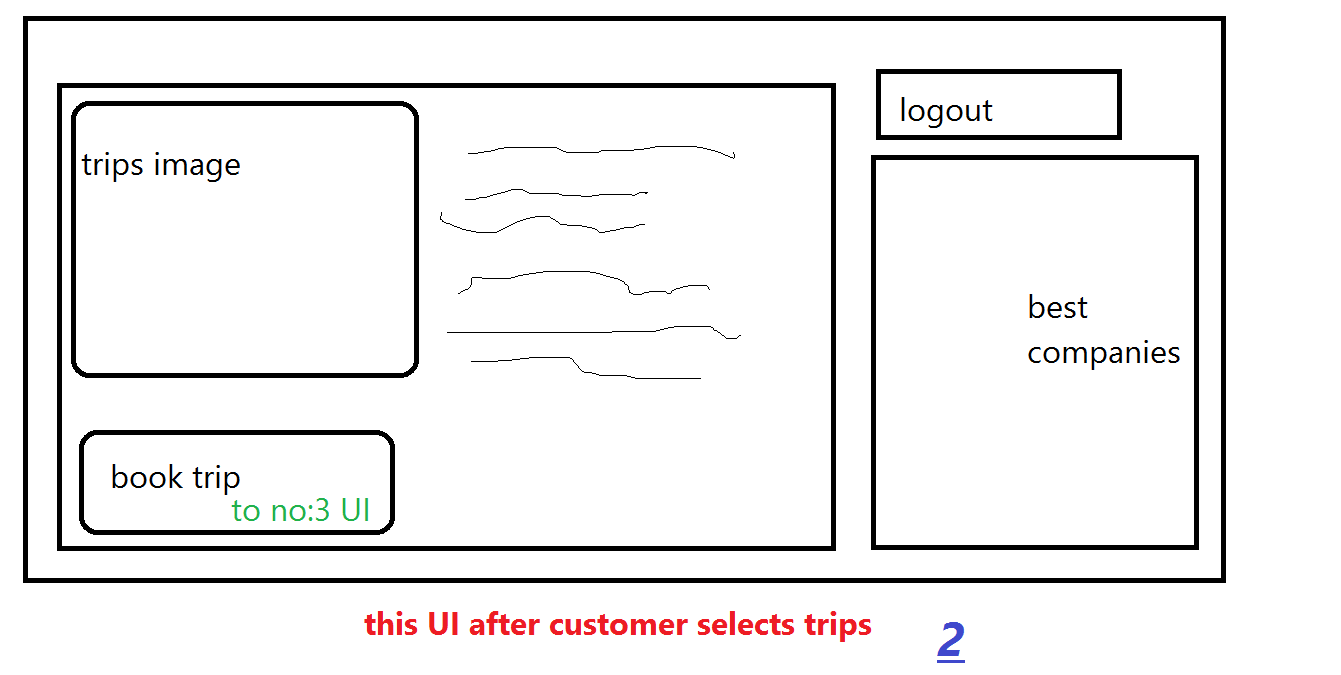 logout
trips image
best
companies
book trip
to no:3 UI
this UI after customer selects trips
2